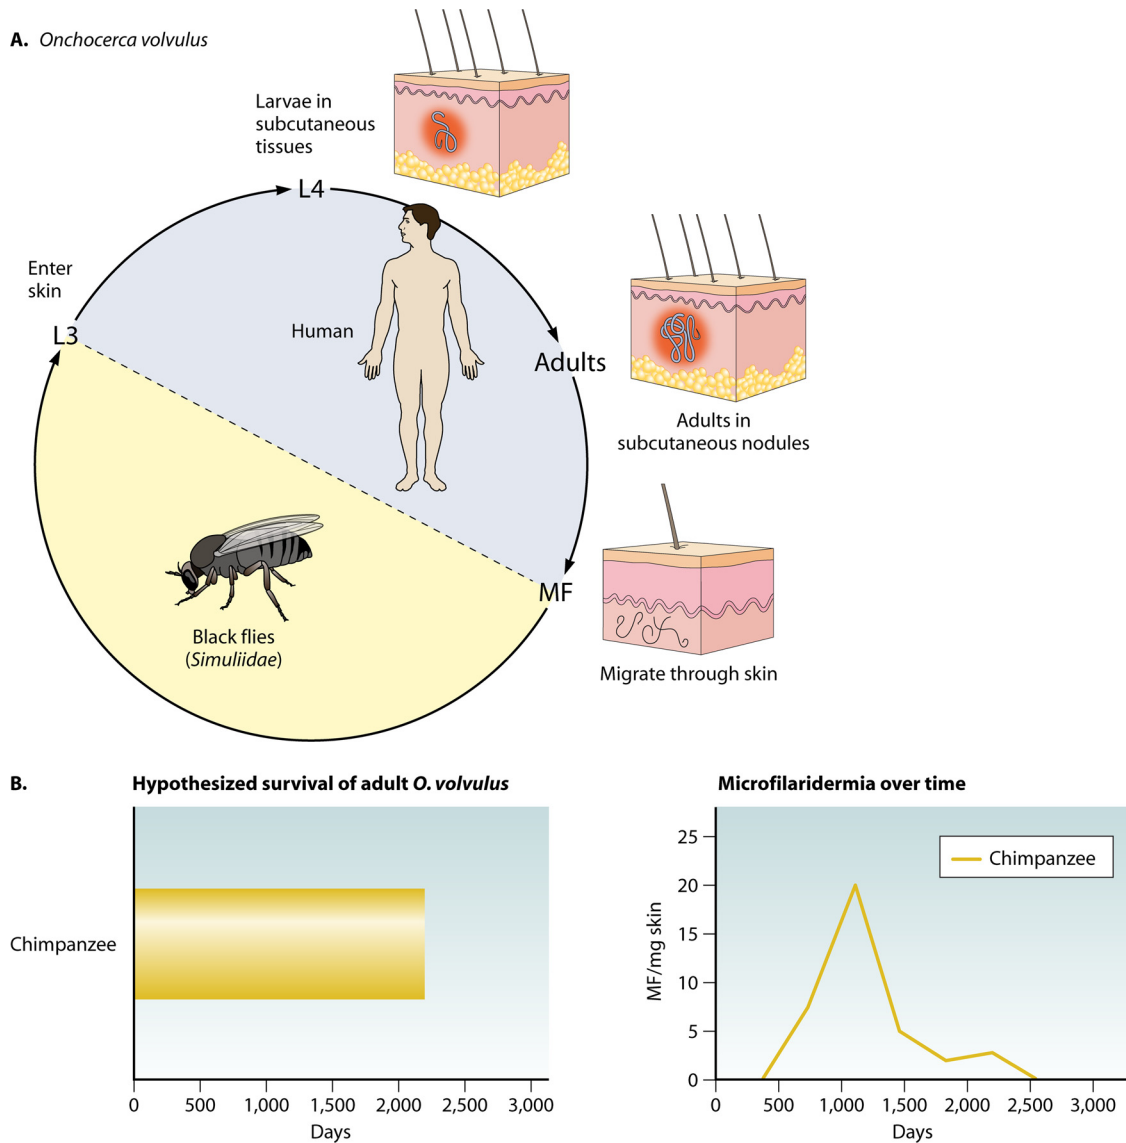 A. Onchocerca volvulus
Larvae in
subcutaneous
tissues
L4
Enter
skin
L3
Human
Adults
Adults in
subcutaneous nodules
MF
Black flies
(Simuliidae)
Migrate through skin
B.
Hypothesized survival of adult O. volvulus
Chimpanzee
0 500 1,000 1,500 2,000 2,500 3,000
Days
Microfilaridermia over time
25
20
15
10
5
0
MF/mg skin
Chimpanzee
0 500 1,000 1,500 2,000 2,500 3,000
Days